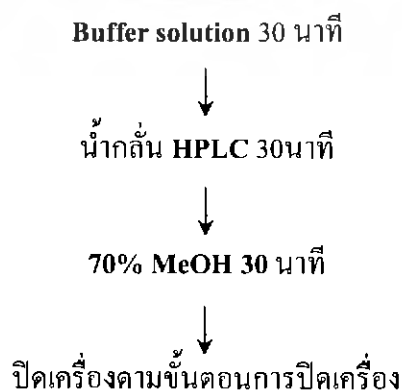 Buffer solution 30 นาที
น้ำกลั่น HPLC 30นาที
70% MeOH 30 นาที
ปิดเครื่องตามขั้นตอนการปิดเครื่อง